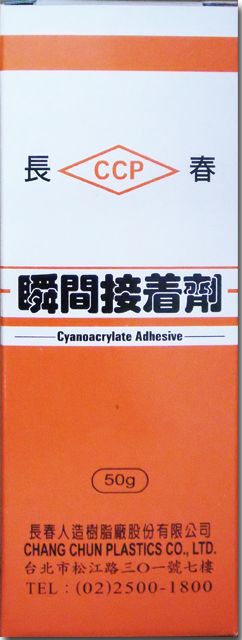 長 CCP 春
瞬間接着劑
Cyanoacrylate Adhesive
50g
長春人造樹脂廠股份有限公司
CHANG CHUN PLASTICS CO., LTD.
台北市松江路三〇一號七樓
TEL：(02)2500-1800